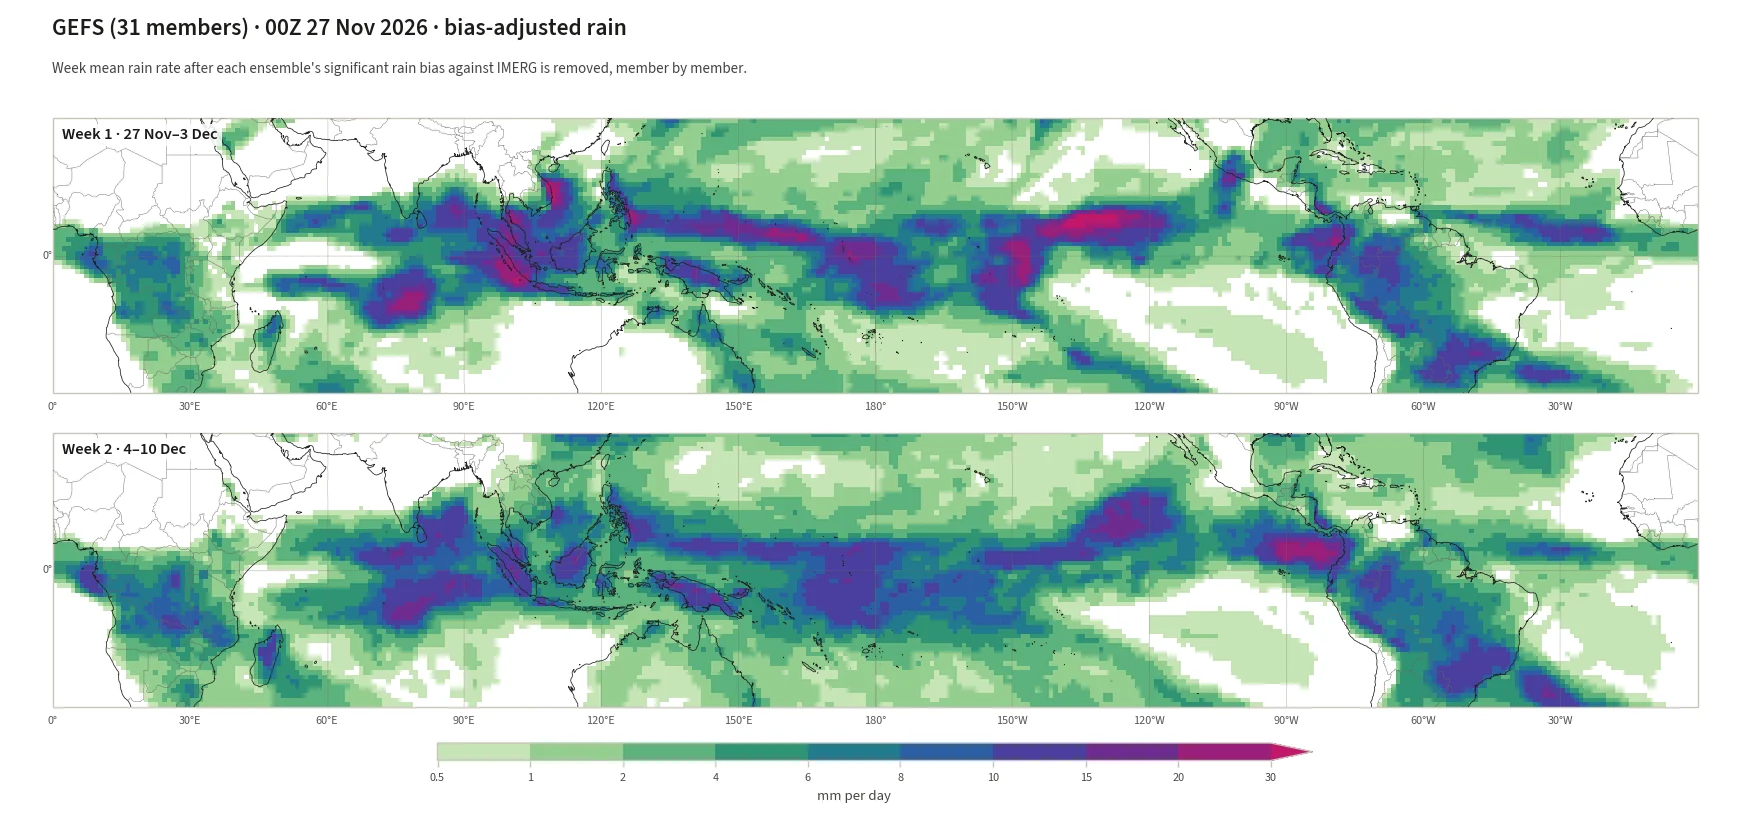 GEFS (31 members) · 00Z 27 Nov 2026 · bias-adjusted rain
Week mean rain rate after each ensemble's significant rain bias against IMERG is removed, member by member.
Week 1 · 27 Nov–3 Dec
0°
0° 30°E 60°E 90°E 120°E 150°E 180° 150°W 120°W 90°W 60°W 30°W
Week 2 · 4–10 Dec
0°
0° 30°E 60°E 90°E 120°E 150°E 180° 150°W 120°W 90°W 60°W 30°W
0.5 1 2 4 6 8 10 15 20 30
mm per day